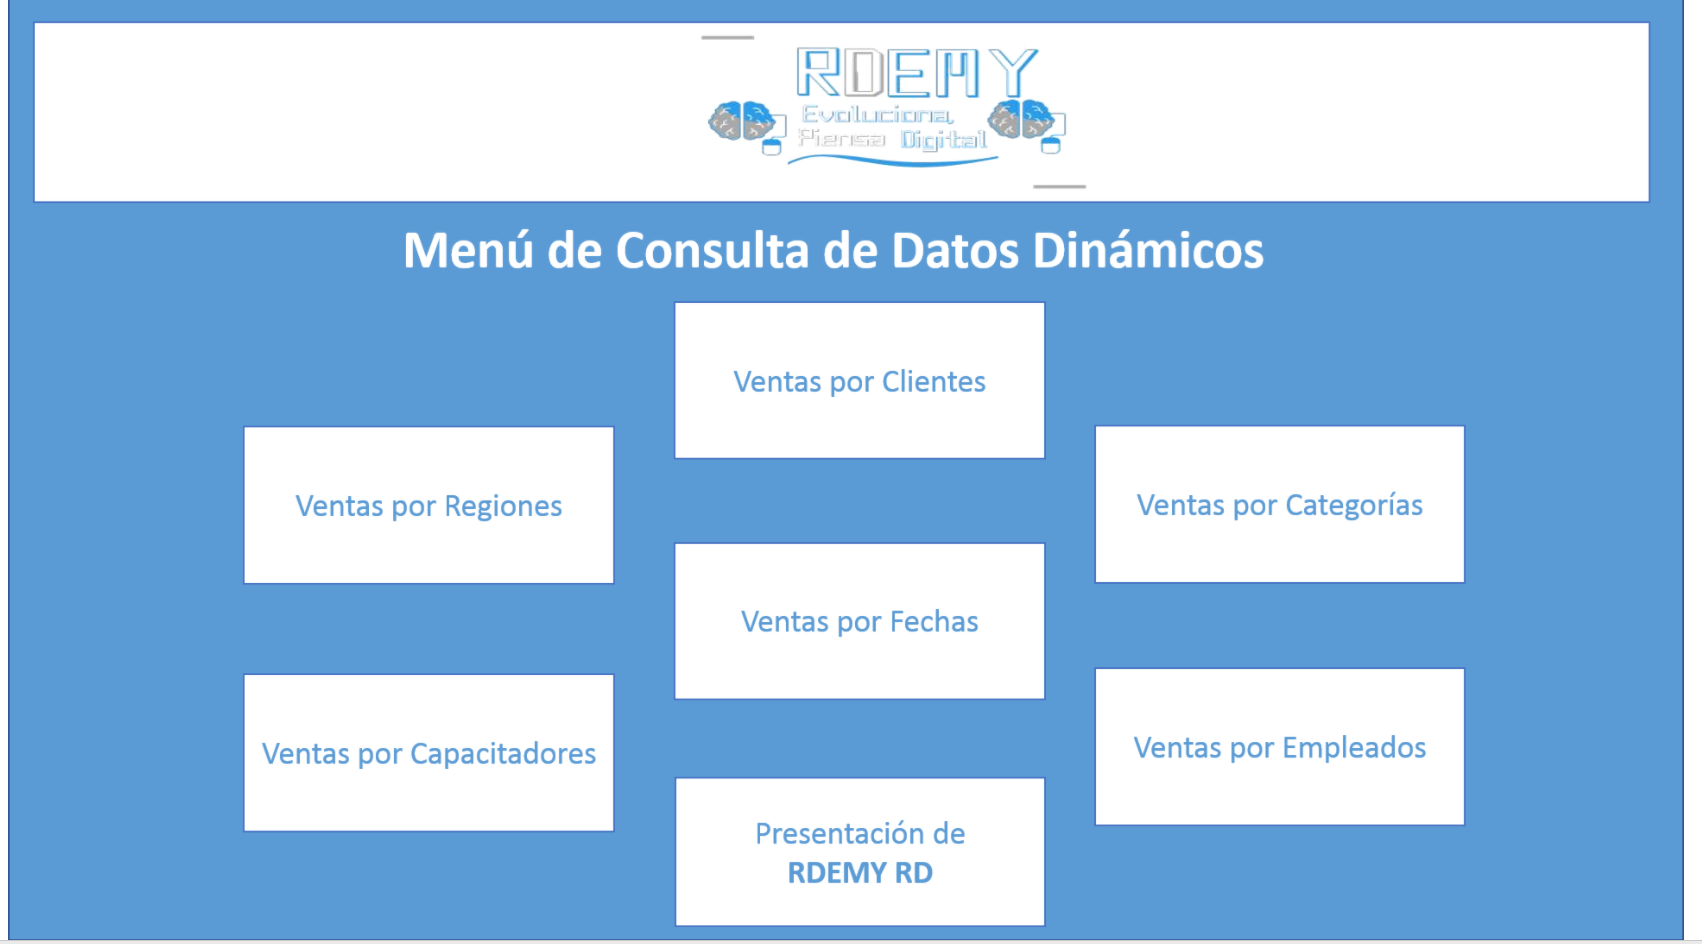 RDEMY
Evoluciona,
Piensa Digital
Menú de Consulta de Datos Dinámicos
Ventas por Clientes
Ventas por Regiones
Ventas por Categorías
Ventas por Fechas
Ventas por Capacitadores
Ventas por Empleados
Presentación de
RDEMY RD